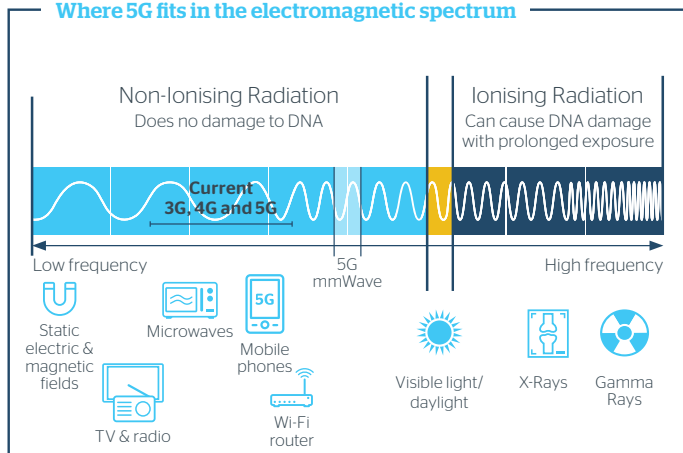 Where 5G fits in the electromagnetic spectrum
Non-Ionising Radiation
Does no damage to DNA
Ionising Radiation
Can cause DNA damage
with prolonged exposure
Current
3G, 4G and 5G
Low frequency
5G
mmWave
High frequency
Static
electric &
magnetic
fields
TV & radio
Microwaves
5G
Mobile
phones
Wi-Fi
router
Visible light/
daylight
X-Rays
Gamma
Rays